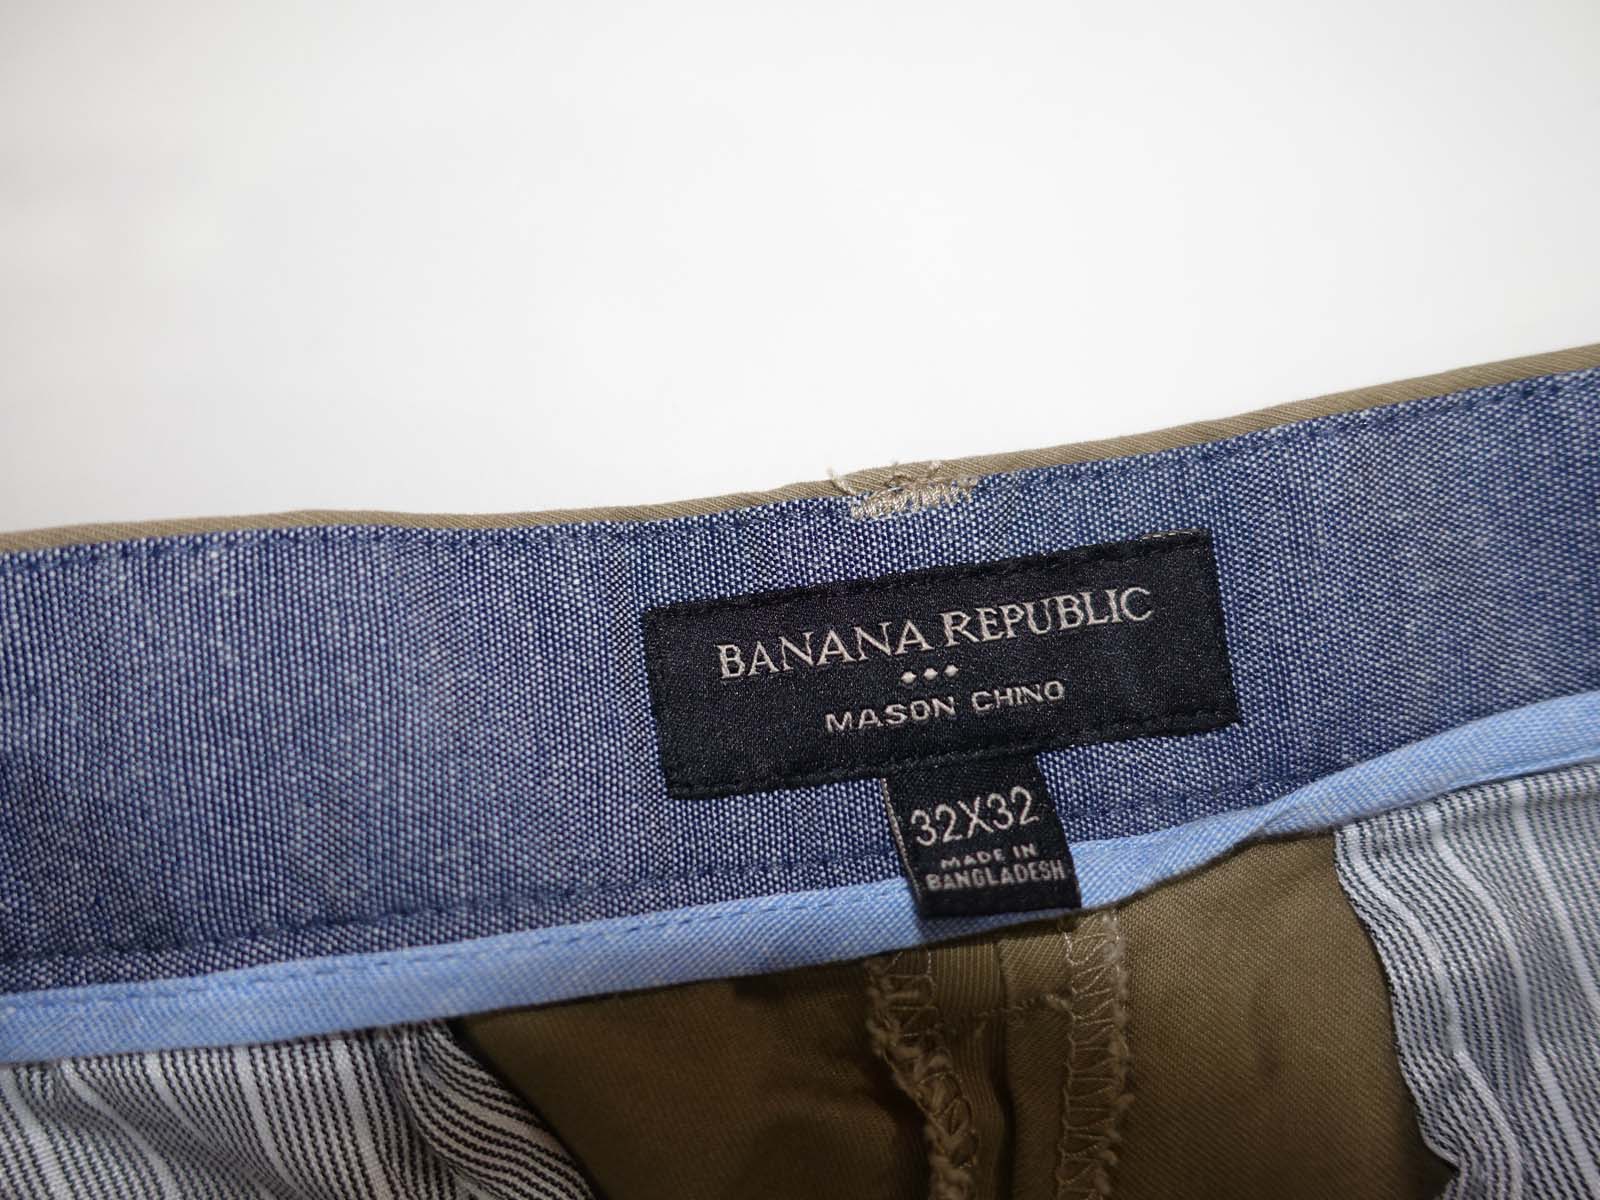 BANANA REPUBLIC
MASON CHINO
32X32
MADE IN
BANGLADESH